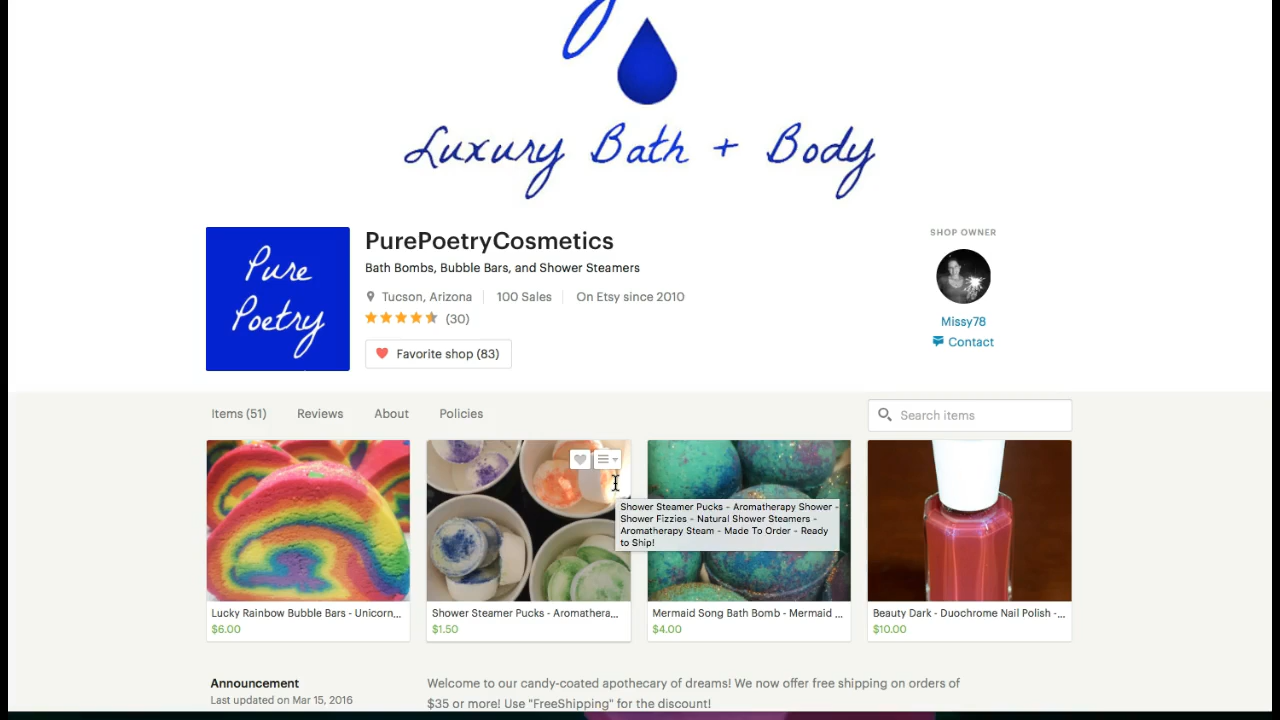 Luxury Bath + Body
Pure
Poetry
PurePoetryCosmetics
Bath Bombs, Bubble Bars, and Shower Steamers
Tucson, Arizona
100 Sales
On Etsy since 2010
(30)
Favorite shop (83)
SHOP OWNER
Missy78
Contact
Items (51)
Reviews
About
Policies
Search items
Shower Steamer Pucks - Aromatherapy Shower -
Shower Fizzies - Natural Shower Steamers -
Aromatherapy Steam - Made To Order - Ready
to Ship!
Lucky Rainbow Bubble Bars - Unicorn...
$6.00
Shower Steamer Pucks - Aromathera...
$1.50
Mermaid Song Bath Bomb - Mermaid ...
$4.00
Beauty Dark - Duochrome Nail Polish -...
$10.00
Announcement
Last updated on Mar 15, 2016
Welcome to our candy-coated apothecary of dreams! We now offer free shipping on orders of
$35 or more! Use "FreeShipping" for the discount!